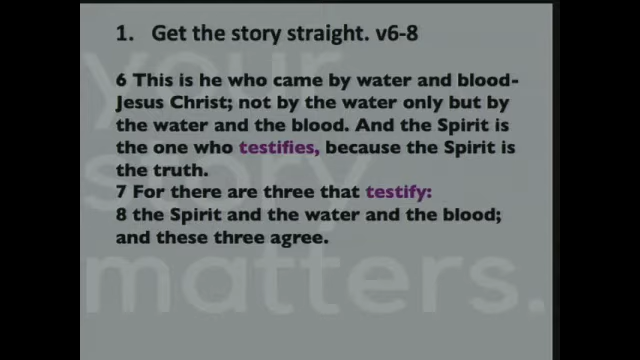 1. Get the story straight. v6-8
6 This is he who came by water and blood-
Jesus Christ; not by the water only but by
the water and the blood. And the Spirit is
the one who testifies, because the Spirit is
the truth.
7 For there are three that testify:
8 the Spirit and the water and the blood;
and these three agree.
your
story
matters.